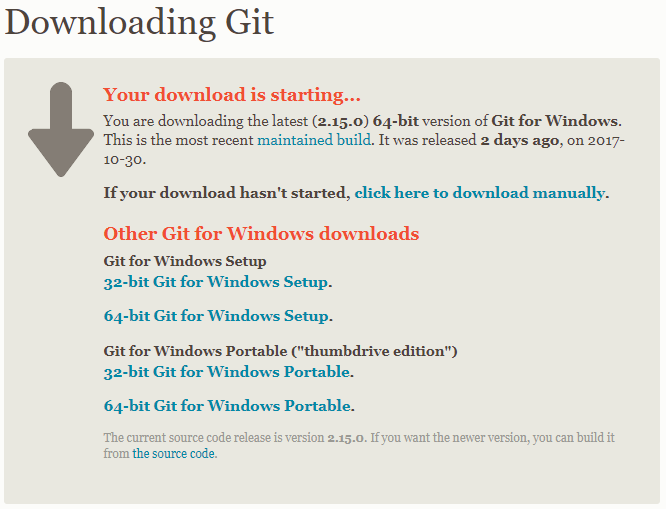 Downloading Git
Your download is starting...
You are downloading the latest (2.15.0) 64-bit version of Git for Windows.
This is the most recent maintained build. It was released 2 days ago, on 2017-
10-30.
If your download hasn't started, click here to download manually.
Other Git for Windows downloads
Git for Windows Setup
32-bit Git for Windows Setup.
64-bit Git for Windows Setup.
Git for Windows Portable ("thumbdrive edition")
32-bit Git for Windows Portable.
64-bit Git for Windows Portable.
The current source code release is version 2.15.0. If you want the newer version, you can build it
from the source code.